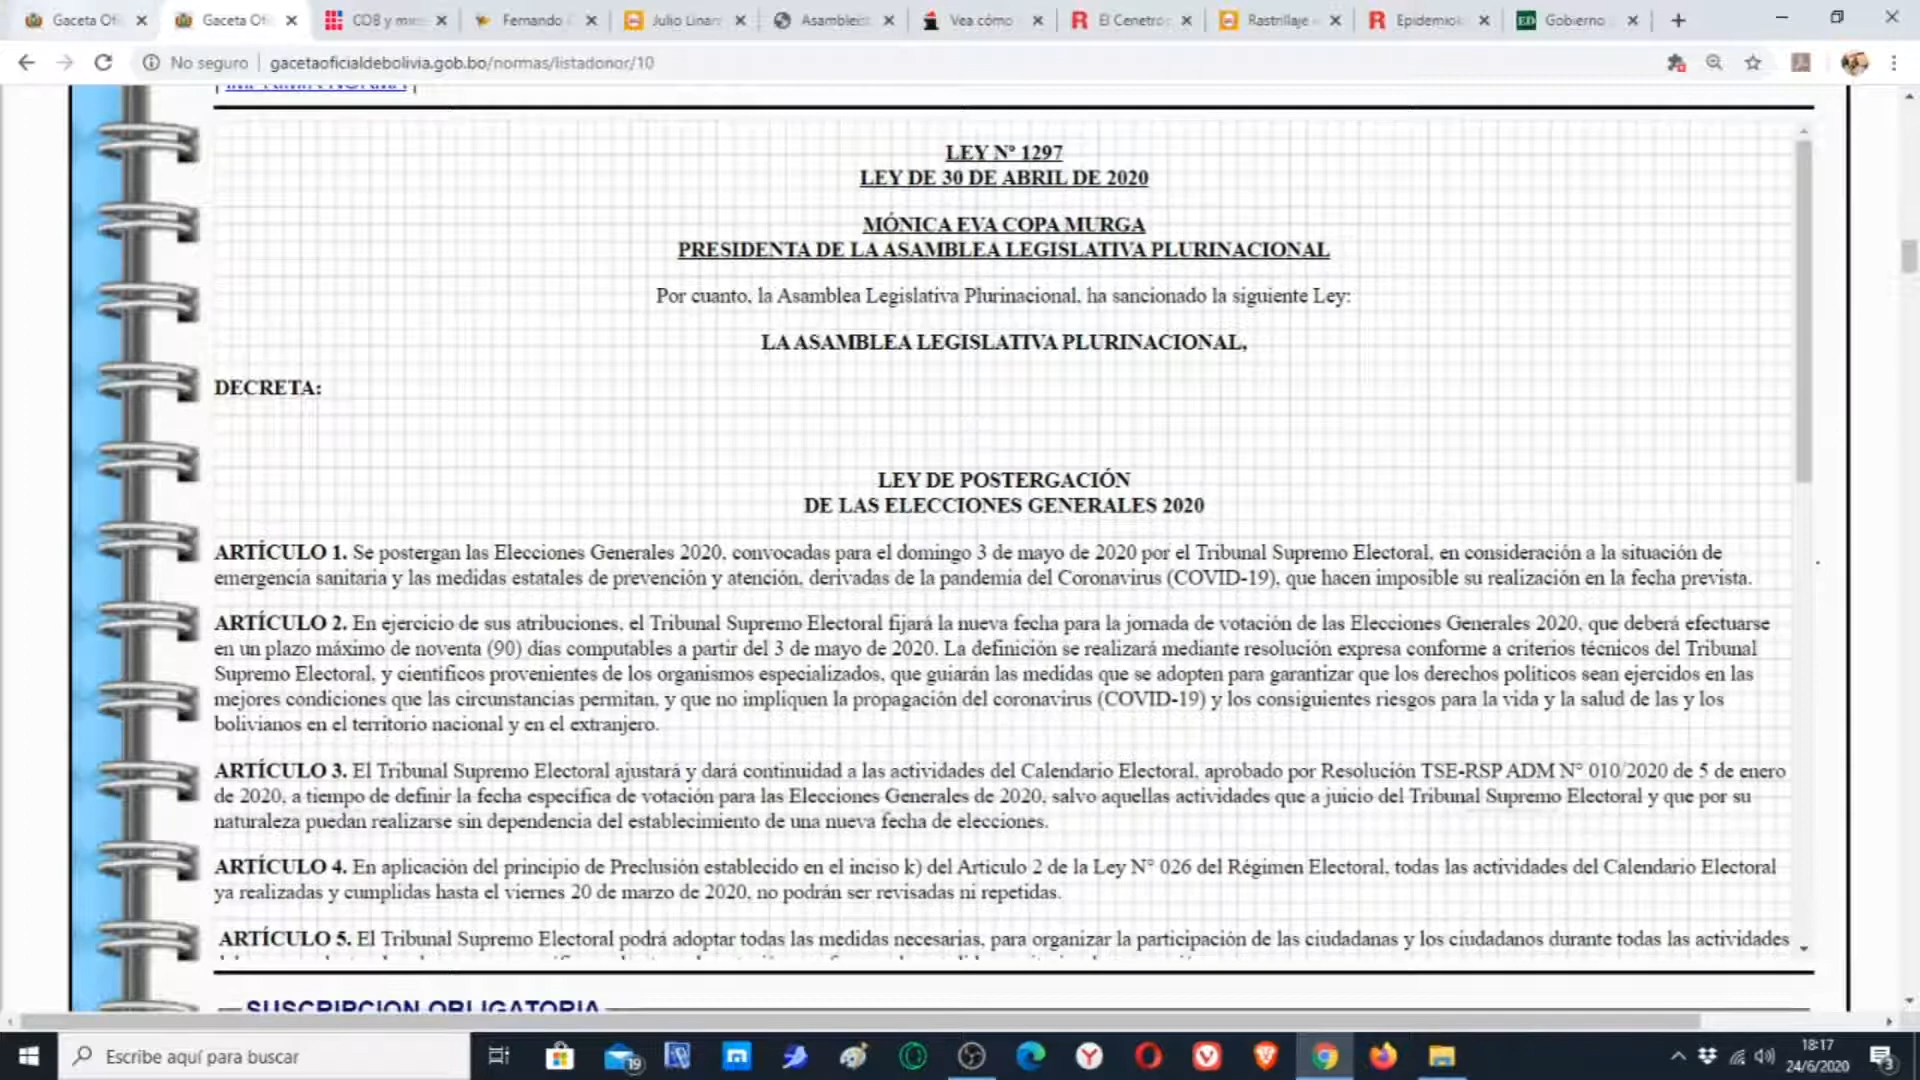 Gaceta Of
Gaceta Of
COB y mi
Fernando
Julio Linar
Asambleis
Vea cómo
El Cenetro
Rastrillaje
Epidemiol
Gobierno
No seguro | gacetaoficialdebolivia.gob.bo/normas/listadonor/10
LEY Nº 1297
LEY DE 30 DE ABRIL DE 2020
MÓNICA EVA COPA MURGA
PRESIDENTA DE LA ASAMBLEA LEGISLATIVA PLURINACIONAL
Por cuanto, la Asamblea Legislativa Plurinacional, ha sancionado la siguiente Ley:
LA ASAMBLEA LEGISLATIVA PLURINACIONAL,
DECRETA:
LEY DE POSTERGACIÓN
DE LAS ELECCIONES GENERALES 2020
ARTÍCULO 1. Se postergan las Elecciones Generales 2020, convocadas para el domingo 3 de mayo de 2020 por el Tribunal Supremo Electoral, en consideración a la situación de
emergencia sanitaria y las medidas estatales de prevención y atención, derivadas de la pandemia del Coronavirus (COVID-19), que hacen imposible su realización en la fecha prevista.
ARTÍCULO 2. En ejercicio de sus atribuciones, el Tribunal Supremo Electoral fijará la nueva fecha para la jornada de votación de las Elecciones Generales 2020, que deberá efectuarse
en un plazo máximo de noventa (90) días computables a partir del 3 de mayo de 2020. La definición se realizará mediante resolución expresa conforme a criterios técnicos del Tribunal
Supremo Electoral, y científicos provenientes de los organismos especializados, que guiarán las medidas que se adopten para garantizar que los derechos políticos sean ejercidos en las
mejores condiciones que las circunstancias permitan, y que no impliquen la propagación del coronavirus (COVID-19) y los consiguientes riesgos para la vida y la salud de las y los
bolivianos en el territorio nacional y en el extranjero.
ARTÍCULO 3. El Tribunal Supremo Electoral ajustará y dará continuidad a las actividades del Calendario Electoral, aprobado por Resolución TSE-RSP ADM N° 010/2020 de 5 de enero
de 2020, a tiempo de definir la fecha específica de votación para las Elecciones Generales de 2020, salvo aquellas actividades que a juicio del Tribunal Supremo Electoral y que por su
naturaleza puedan realizarse sin dependencia del establecimiento de una nueva fecha de elecciones.
ARTÍCULO 4. En aplicación del principio de Preclusión establecido en el inciso k) del Articulo 2 de la Ley N° 026 del Régimen Electoral, todas las actividades del Calendario Electoral
ya realizadas y cumplidas hasta el viernes 20 de marzo de 2020, no podrán ser revisadas ni repetidas.
ARTÍCULO 5. El Tribunal Supremo Electoral podrá adoptar todas las medidas necesarias, para organizar la participación de las ciudadanas y los ciudadanos durante todas las actividades
SUSCRIPCION OBLIGATORIA
Escribe aquí para buscar
19
18:17
24/6/2020
3